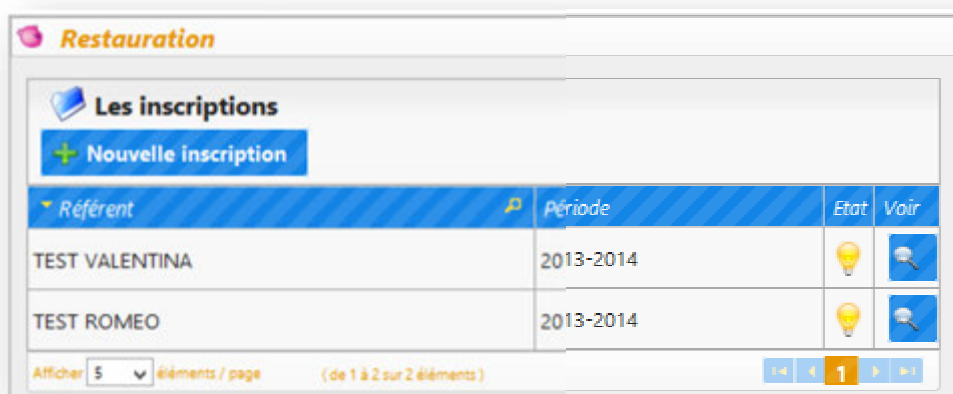 Restauration
Les inscriptions
Nouvelle inscription
Référent Période Etat Voir
TEST VALENTINA 2013-2014
TEST ROMEO 2013-2014
Afficher 5 éléments / page ( de 1 à 2 sur 2 éléments ) 1